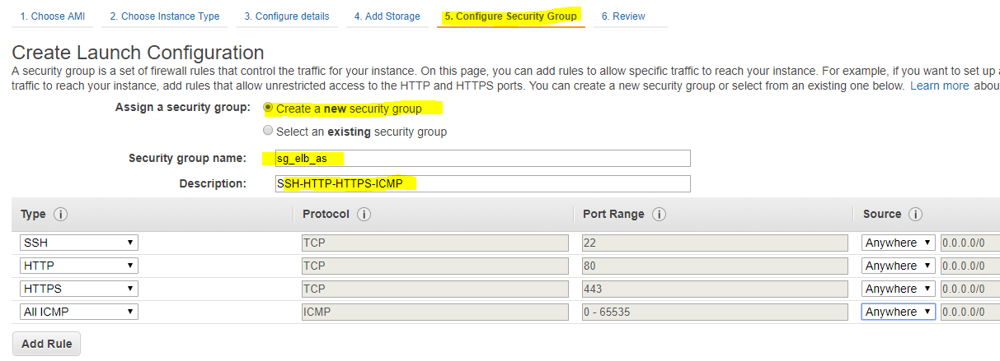 1. Choose AMI 2. Choose Instance Type 3. Configure details 4. Add Storage 5. Configure Security Group 6. Review
Create Launch Configuration
A security group is a set of firewall rules that control the traffic for your instance. On this page, you can add rules to allow specific traffic to reach your instance. For example, if you want to set up
traffic to reach your instance, add rules that allow unrestricted access to the HTTP and HTTPS ports. You can create a new security group or select from an existing one below. Learn more abou
Assign a security group: Create a new security group
Select an existing security group
Security group name: sg_elb_as
Description: SSH-HTTP-HTTPS-ICMP
Type i Protocol i Port Range i Source i
SSH TCP 22 Anywhere 0.0.0.0/0
HTTP TCP 80 Anywhere 0.0.0.0/0
HTTPS TCP 443 Anywhere 0.0.0.0/0
All ICMP ICMP 0 - 65535 Anywhere 0.0.0.0/0
Add Rule